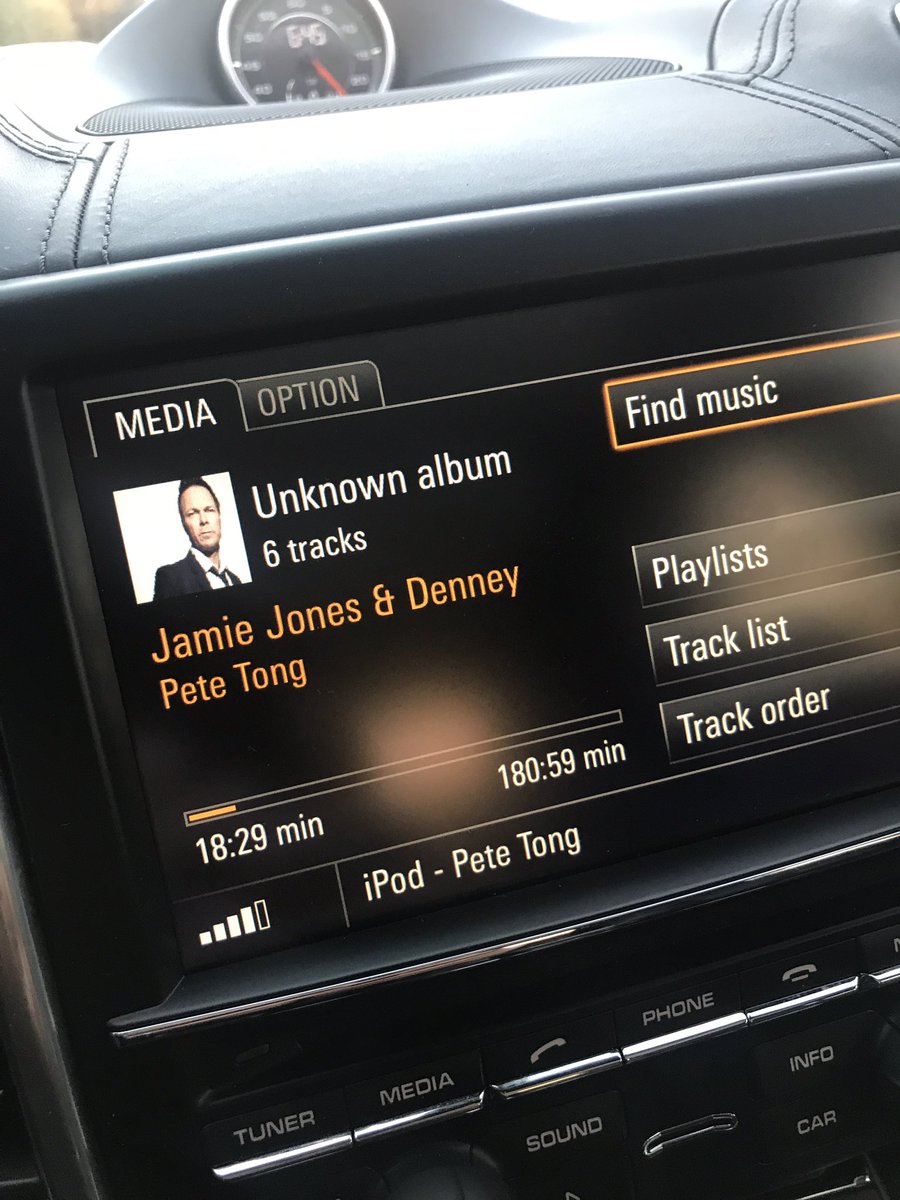 MEDIA
OPTION
Find music
Unknown album
6 tracks
Jamie Jones & Denney
Pete Tong
Playlists
Track list
Track order
18:29 min
180:59 min
iPod - Pete Tong
TUNER
MEDIA
PHONE
SOUND
INFO
CAR